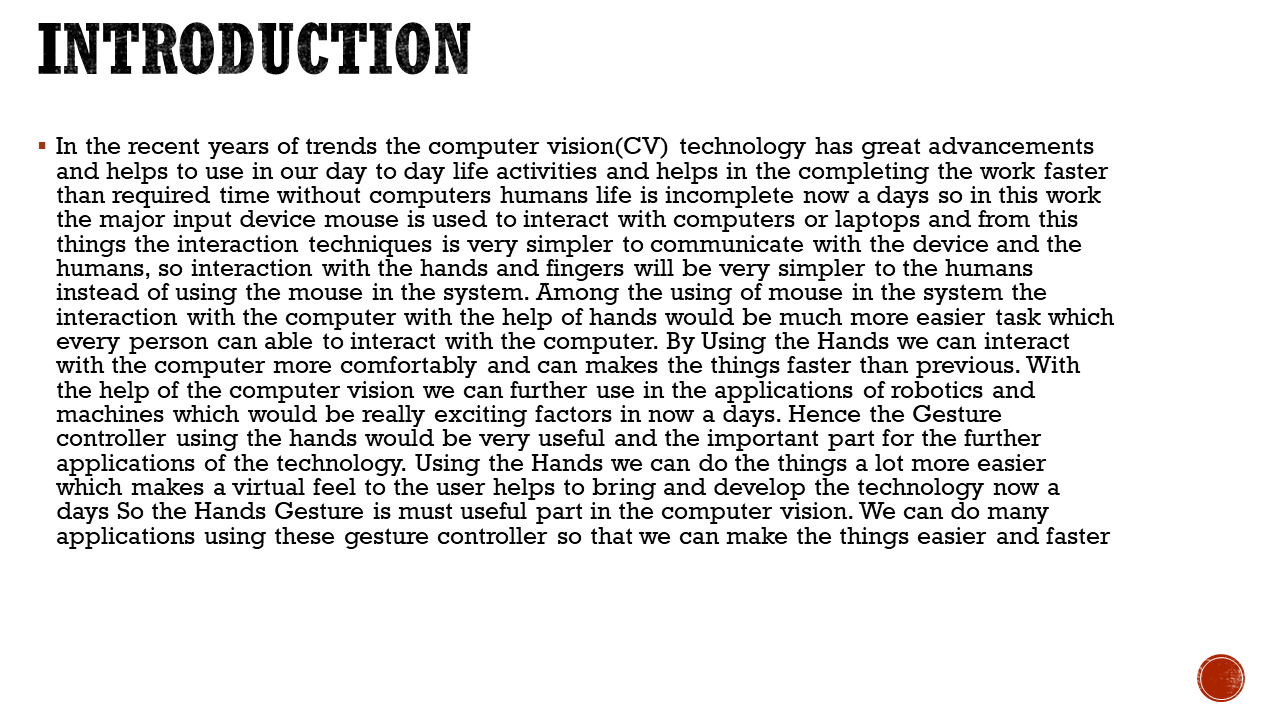 INTRODUCTION
▪ In the recent years of trends the computer vision(CV) technology has great advancements
and helps to use in our day to day life activities and helps in the completing the work faster
than required time without computers humans life is incomplete now a days so in this work
the major input device mouse is used to interact with computers or laptops and from this
things the interaction techniques is very simpler to communicate with the device and the
humans, so interaction with the hands and fingers will be very simpler to the humans
instead of using the mouse in the system. Among the using of mouse in the system the
interaction with the computer with the help of hands would be much more easier task which
every person can able to interact with the computer. By Using the Hands we can interact
with the computer more comfortably and can makes the things faster than previous. With
the help of the computer vision we can further use in the applications of robotics and
machines which would be really exciting factors in now a days. Hence the Gesture
controller using the hands would be very useful and the important part for the further
applications of the technology. Using the Hands we can do the things a lot more easier
which makes a virtual feel to the user helps to bring and develop the technology now a
days So the Hands Gesture is must useful part in the computer vision. We can do many
applications using these gesture controller so that we can make the things easier and faster